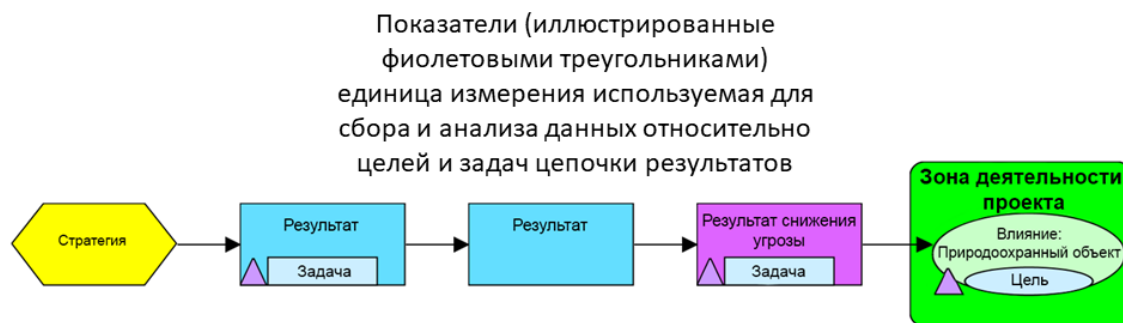 Показатели (иллюстрированные
фиолетовыми треугольниками)
единица измерения используемая для
сбора и анализа данных относительно
целей и задач цепочки результатов
Стратегия
Результат
Задача
Результат
Результат снижения
угрозы
Задача
Зона деятельности
проекта
Влияние:
Природоохранный объект
Цель